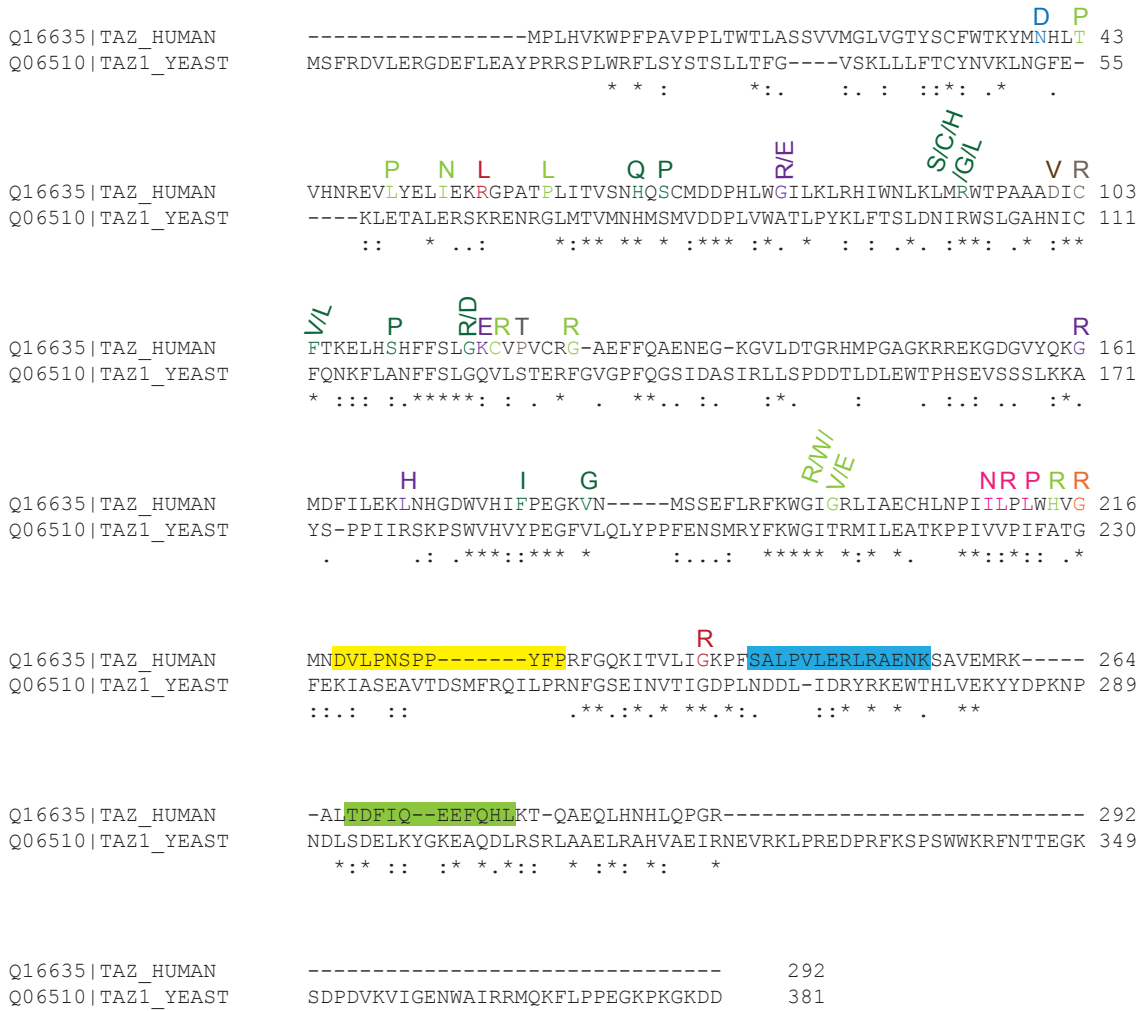 D P
Q16635|TAZ_HUMAN -----------------MPLHVKWPFPAVPPLTWTLASSVVMGLVGTYSCFWTKYMNHLT 43
Q06510|TAZ1_YEAST MSFRDVLERGDEFLEAYPRRSPLWRFLSYSTSLLTFG----VSKLLLFTCYNVKLNGFE- 55
* * : *:. :. : ::*: .* .
P N L L Q P R/E S/C/H/G/L V R
Q16635|TAZ_HUMAN VHNREVLYELIEKRGPATPLITVSNHQSCMDDPHLWGILKLRHIWNLKLMRWTPAAADIC 103
Q06510|TAZ1_YEAST ----KLETALERSKRENRGLMTVMNHMSMVDDPLVWATLPYKLFTSLDNIRWSLGAHNIC 111
:: * ..: *:** ** * :*** :*. * : : .*. :**: .* :**
V/L P R/D E R T R R
Q16635|TAZ_HUMAN FTKELHSHFFSLGKCVPVCRG-AEFFQAENEG-KGVLDTGRHMPGAGKRREKGDGVYQKG 161
Q06510|TAZ1_YEAST FQNKFLANFFSLGQVLSTERFGVGPFQGSIDASIRLLSPDDTLDLEWTPHSEVSSSLKKA 171
* ::: :.*****: : . * . **.. :. :*. : . :.: .. :*.
H I G R/W/V/E N R P R R
Q16635|TAZ_HUMAN MDFILEKLNHGDWVHIFPEGKVN-----MSSEFLRFKWGIGRLIAECHLNPIILPLWHVG 216
Q06510|TAZ1_YEAST YS-PPIIRSKPSWVHVYPEGFVLQLYPPFENSMRYFKWGITRMILEATKPPIVVPIFATG 230
. .: .***::*** * :...: ***** *:* *. **::*:: .*
R
Q16635|TAZ_HUMAN MNDVLPNSPP-------YFPRFGQKITVLIGKPFSALPVLERLRAENKSAVEMRK----- 264
Q06510|TAZ1_YEAST FEKIASEAVTDSMFRQILPRNFGSEINVTIGDPLNDDL-IDRYRKEWTHLVEKYYDPKNP 289
::.: :: .**.:*.* **.*:. ::* * * . **
Q16635|TAZ_HUMAN -ALTDFIQ--EEFQHLKT-QAEQLHNHLQPGR---------------------------- 292
Q06510|TAZ1_YEAST NDLSDELKYGKEAQDLRSRLAAELRAHVAEIRNEVRKLPREDPRFKSPSWWKRFNTTEGK 349
*:* :: :* *.*:: * :*: *: *
Q16635|TAZ_HUMAN -------------------------------- 292
Q06510|TAZ1_YEAST SDPDVKVIGENWAIRRMQKFLPPEGKPKGKDD 381